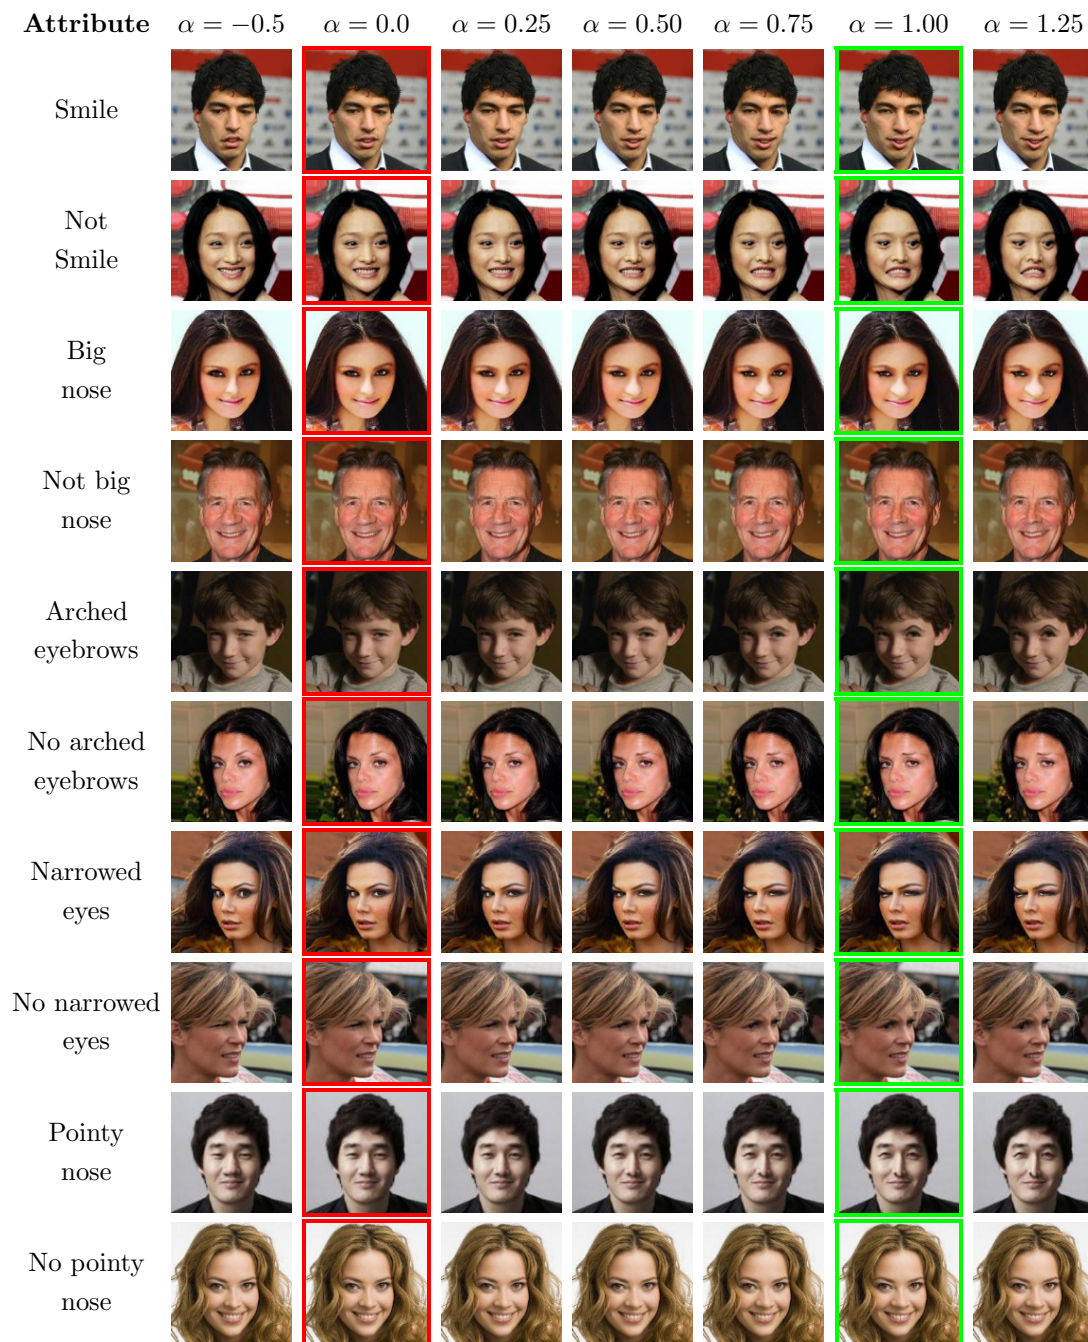 Attribute α = −0.5 α = 0.0 α = 0.25 α = 0.50 α = 0.75 α = 1.00 α = 1.25
Smile
Not
Smile
Big
nose
Not big
nose
Arched
eyebrows
No arched
eyebrows
Narrowed
eyes
No narrowed
eyes
Pointy
nose
No pointy
nose